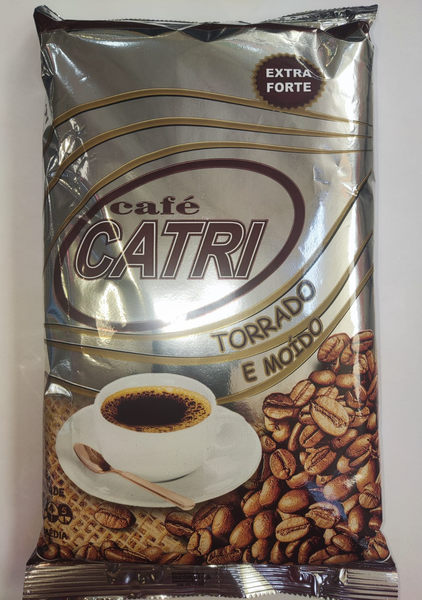 EXTRA
FORTE
café
CATRI
TORRADO
E MOÍDO